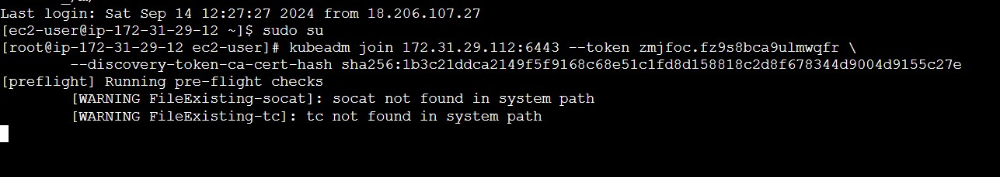 Last login: Sat Sep 14 12:27:27 2024 from 18.206.107.27
[ec2-user@ip-172-31-29-12 ~]$ sudo su
[root@ip-172-31-29-12 ec2-user]# kubeadm join 172.31.29.112:6443 --token zmjfoc.fz9s8bca9ulmwqfr \
--discovery-token-ca-cert-hash sha256:1b3c21ddca2149f5f9168c68e51c1fd8d158818c2d8f678344d9004d9155c27e
[preflight] Running pre-flight checks
[WARNING FileExisting-socat]: socat not found in system path
[WARNING FileExisting-tc]: tc not found in system path